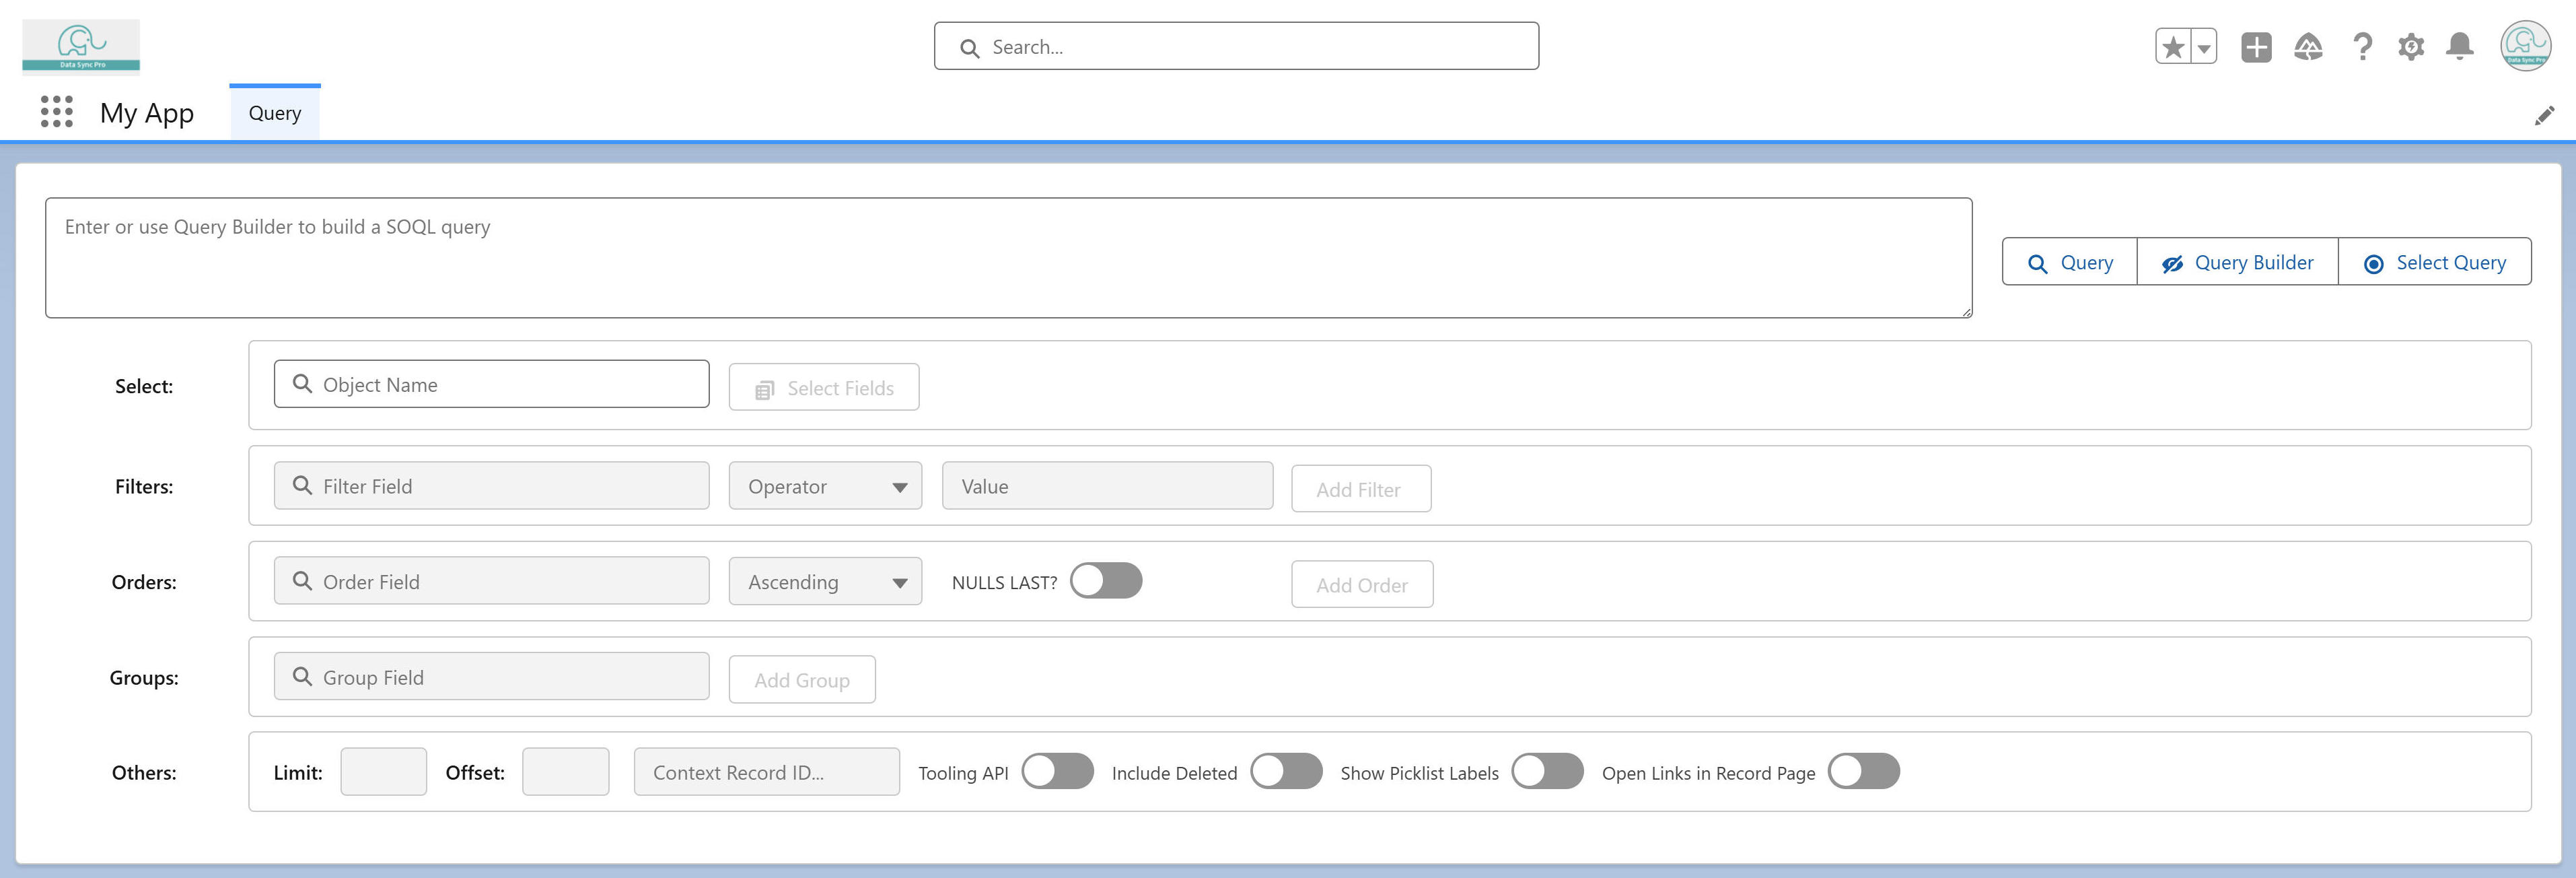 Data Sync Pro
Search...
Data Sync Pro
My App
Query
Enter or use Query Builder to build a SOQL query
Query
Query Builder
Select Query
Select:
Object Name
Select Fields
Filters:
Filter Field
Operator
Value
Add Filter
Orders:
Order Field
Ascending
NULLS LAST?
Add Order
Groups:
Group Field
Add Group
Others:
Limit:
Offset:
Context Record ID...
Tooling API
Include Deleted
Show Picklist Labels
Open Links in Record Page